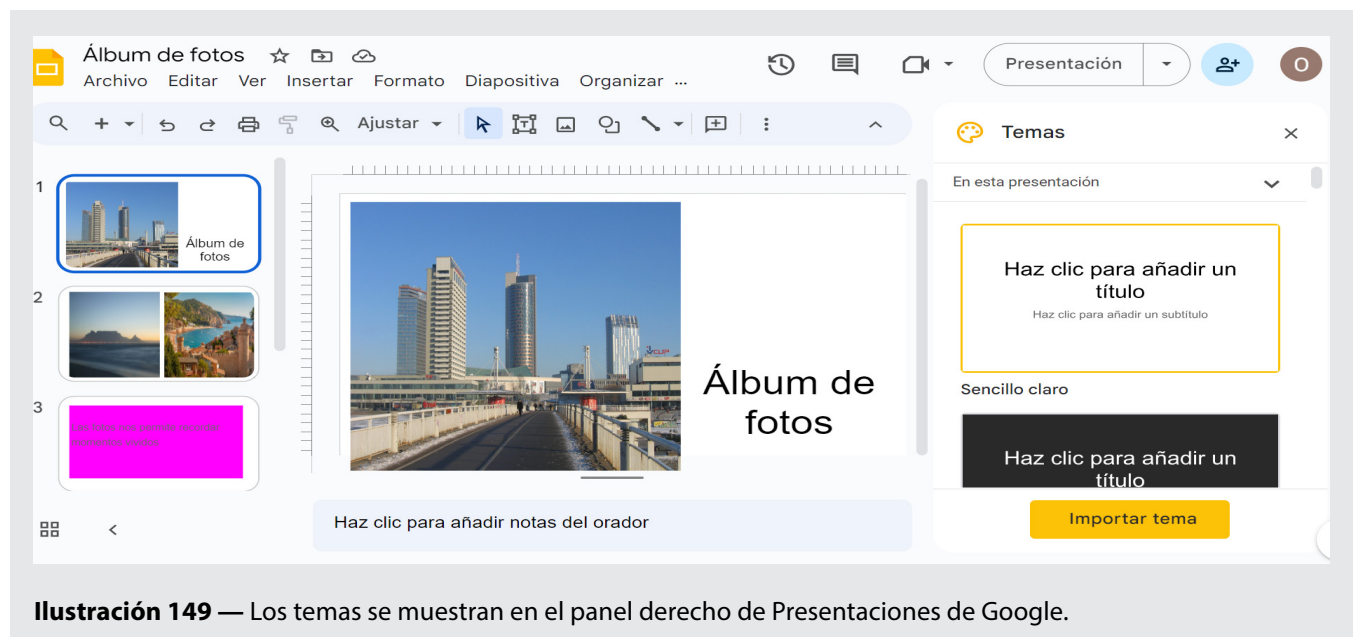 Álbum de fotos
Archivo Editar Ver Insertar Formato Diapositiva Organizar ...
Presentación
O
Ajustar
Temas
En esta presentación
1
Álbum de
fotos
2
3
Álbum de
fotos
Haz clic para añadir notas del orador
Haz clic para añadir un
título
Haz clic para añadir un subtítulo
Sencillo claro
Haz clic para añadir un
título
Importar tema
Ilustración 149 — Los temas se muestran en el panel derecho de Presentaciones de Google.